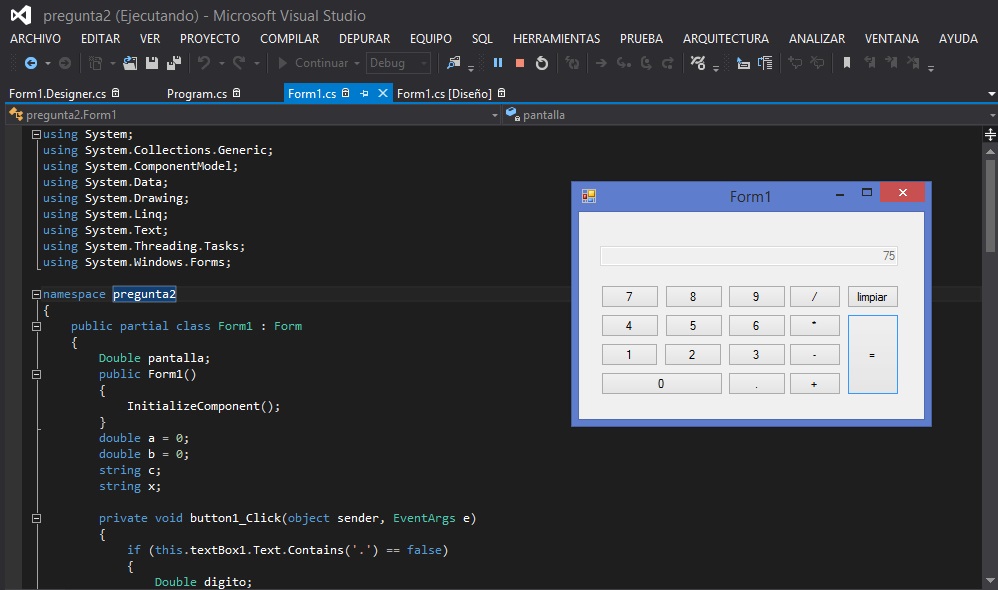 pregunta2 (Ejecutando) - Microsoft Visual Studio
ARCHIVO EDITAR VER PROYECTO COMPILAR DEPURAR EQUIPO SQL HERRAMIENTAS PRUEBA ARQUITECTURA ANALIZAR VENTANA AYUDA
Continuar Debug
Form1.Designer.cs Program.cs Form1.cs Form1.cs [Diseño]
pregunta2.Form1 pantalla
using System;
using System.Collections.Generic;
using System.ComponentModel;
using System.Data;
using System.Drawing;
using System.Linq;
using System.Text;
using System.Threading.Tasks;
using System.Windows.Forms;
namespace pregunta2
{
public partial class Form1 : Form
{
Double pantalla;
public Form1()
{
InitializeComponent();
}
double a = 0;
double b = 0;
string c;
string x;
private void button1_Click(object sender, EventArgs e)
{
if (this.textBox1.Text.Contains('.') == false)
{
Double digito;
Form1
75
7 8 9 / limpiar
4 5 6 *
1 2 3 - =
0 . +